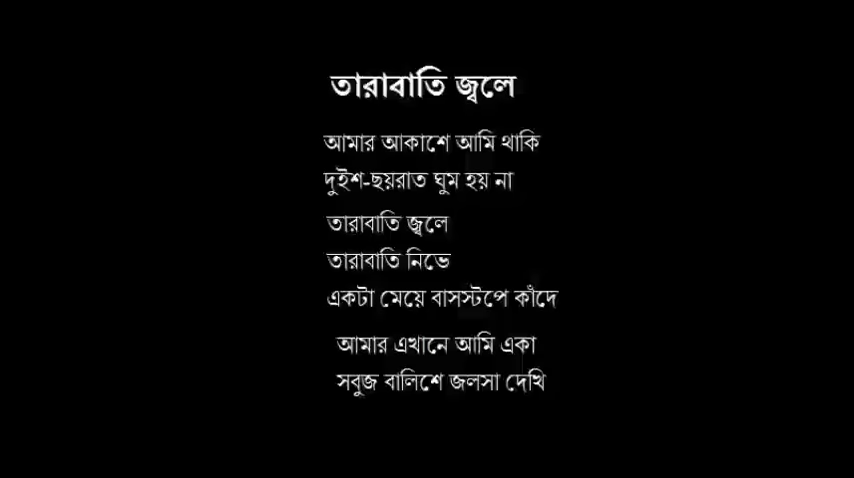 তারাবাতি জ্বলে
আমার আকাশে আমি থাকি
দুইশ-ছয়রাত ঘুম হয় না
তারাবাতি জ্বলে
তারাবাতি নিভে
একটা মেয়ে বাসস্টপে কাঁদে
আমার এখানে আমি একা
সবুজ বালিশে জলসা দেখি